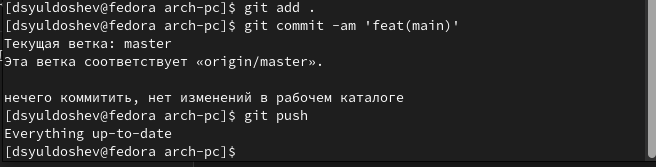 [dsyuldoshev@fedora arch-pc]$ git add .
[dsyuldoshev@fedora arch-pc]$ git commit -am 'feat(main)'
Текущая ветка: master
Эта ветка соответствует «origin/master».
нечего коммитить, нет изменений в рабочем каталоге
[dsyuldoshev@fedora arch-pc]$ git push
Everything up-to-date
[dsyuldoshev@fedora arch-pc]$